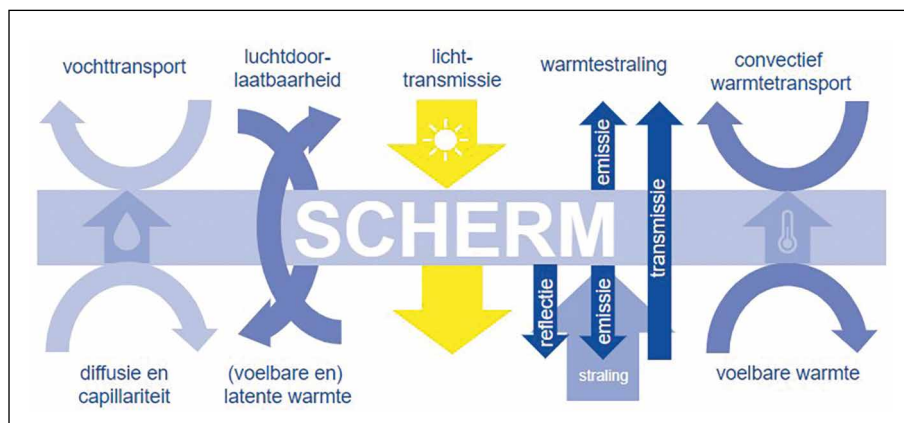 vochttransport
luchtdoor-
laatbaarheid
licht-
transmissie
warmtestraling
convectief
warmtetransport
SCHERM
emissie
transmissie
reflectie
emissie
straling
diffusie en
capillariteit
(voelbare en)
latente warmte
voelbare warmte